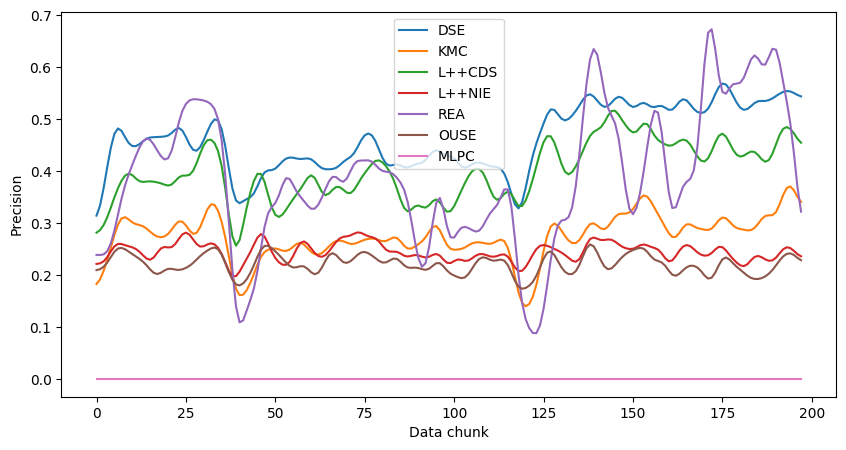 0.7
0.6
0.5
0.4
0.3
0.2
0.1
0.0
Precision
DSE
KMC
L++CDS
L++NIE
REA
OUSE
MLPC
0 25 50 75 100 125 150 175 200
Data chunk